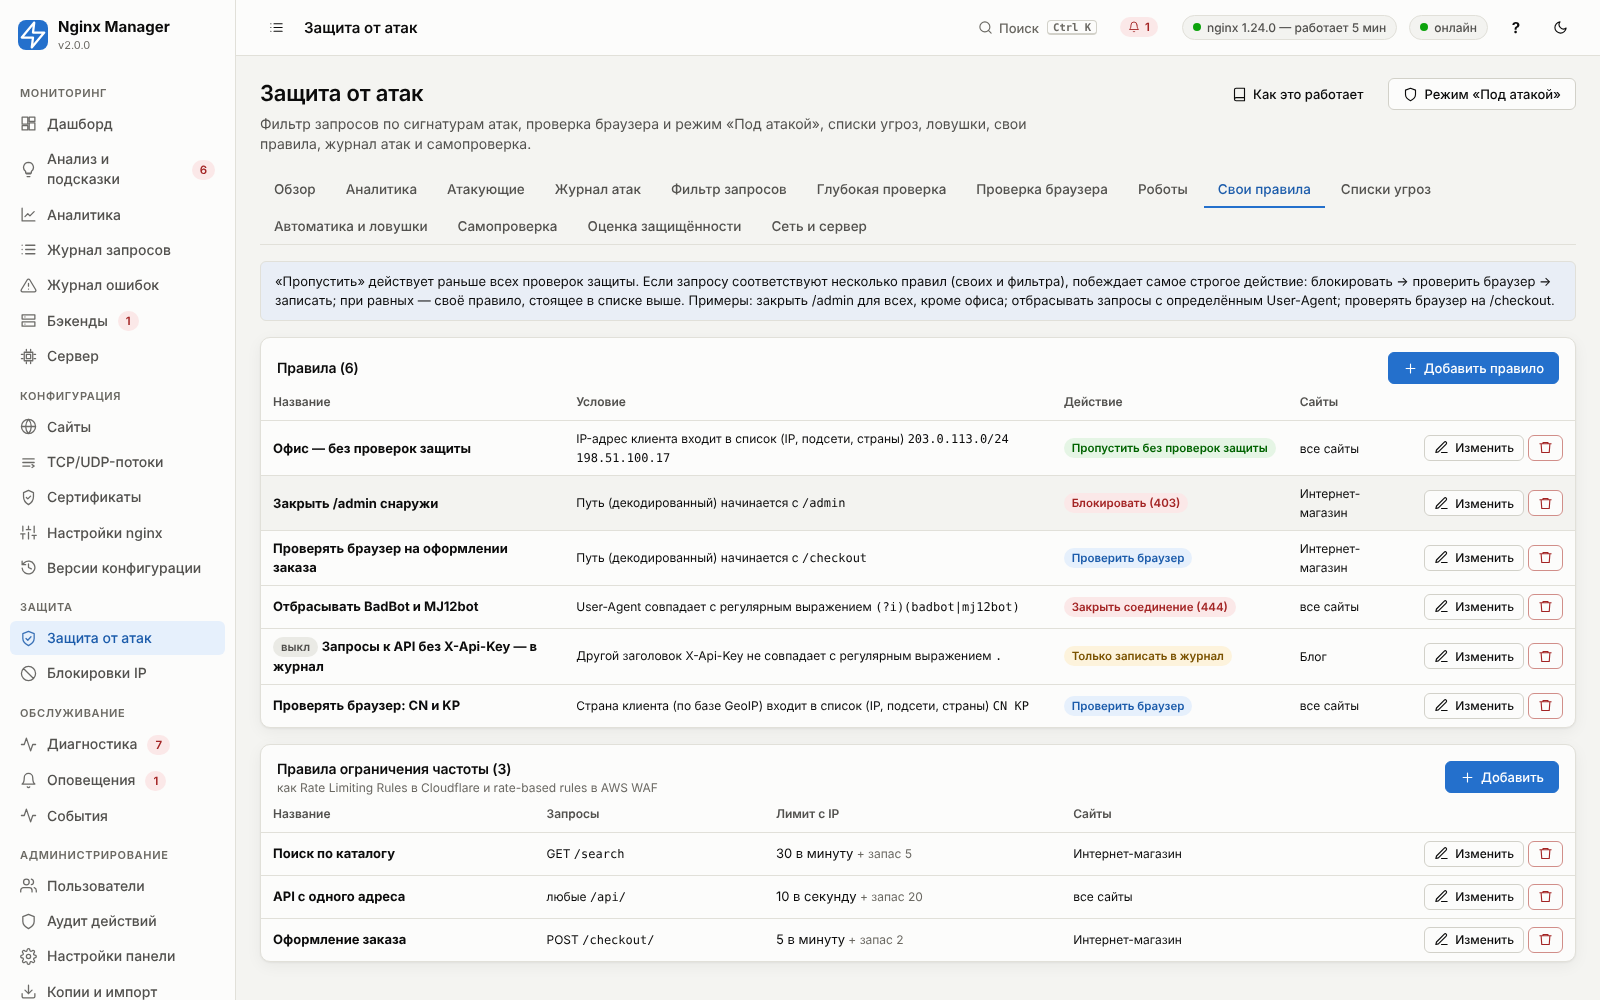 Nginx Manager
v2.0.0
МОНИТОРИНГ
Дашборд
Анализ и
подсказки
6
Аналитика
Журнал запросов
Журнал ошибок
Бэкенды 1
Сервер
КОНФИГУРАЦИЯ
Сайты
TCP/UDP-потоки
Сертификаты
Настройки nginx
Версии конфигурации
ЗАЩИТА
Защита от атак
Блокировки IP
ОБСЛУЖИВАНИЕ
Диагностика 7
Оповещения 1
События
АДМИНИСТРИРОВАНИЕ
Пользователи
Аудит действий
Настройки панели
Копии и импорт
Защита от атак
Поиск Ctrl K
1
nginx 1.24.0 — работает 5 мин
онлайн
?
Защита от атак
Как это работает
Режим «Под атакой»
Фильтр запросов по сигнатурам атак, проверка браузера и режим «Под атакой», списки угроз, ловушки, свои
правила, журнал атак и самопроверка.
Обзор Аналитика Атакующие Журнал атак Фильтр запросов Глубокая проверка Проверка браузера Роботы Свои правила Списки угроз
Автоматика и ловушки Самопроверка Оценка защищённости Сеть и сервер
«Пропустить» действует раньше всех проверок защиты. Если запросу соответствуют несколько правил (своих и фильтра), побеждает самое строгое действие: блокировать → проверить браузер →
записать; при равных — своё правило, стоящее в списке выше. Примеры: закрыть /admin для всех, кроме офиса; отбрасывать запросы с определённым User-Agent; проверять браузер на /checkout.
Правила (6)
Добавить правило
Название Условие Действие Сайты
Офис — без проверок защиты
IP-адрес клиента входит в список (IP, подсети, страны) 203.0.113.0/24
198.51.100.17
Пропустить без проверок защиты
все сайты
Изменить
Закрыть /admin снаружи
Путь (декодированный) начинается с /admin
Блокировать (403)
Интернет-
магазин
Изменить
Проверять браузер на оформлении
заказа
Путь (декодированный) начинается с /checkout
Проверить браузер
Интернет-
магазин
Изменить
Отбрасывать BadBot и MJ12bot
User-Agent совпадает с регулярным выражением (?i)(badbot|mj12bot)
Закрыть соединение (444)
все сайты
Изменить
выкл Запросы к API без X-Api-Key — в
журнал
Другой заголовок X-Api-Key не совпадает с регулярным выражением .
Только записать в журнал
Блог
Изменить
Проверять браузер: CN и KP
Страна клиента (по базе GeoIP) входит в список (IP, подсети, страны) CN KP
Проверить браузер
все сайты
Изменить
Правила ограничения частоты (3)
как Rate Limiting Rules в Cloudflare и rate-based rules в AWS WAF
Добавить
Название Запросы Лимит с IP Сайты
Поиск по каталогу GET /search 30 в минуту + запас 5 Интернет-магазин Изменить
API с одного адреса любые /api/ 10 в секунду + запас 20 все сайты Изменить
Оформление заказа POST /checkout/ 5 в минуту + запас 2 Интернет-магазин Изменить